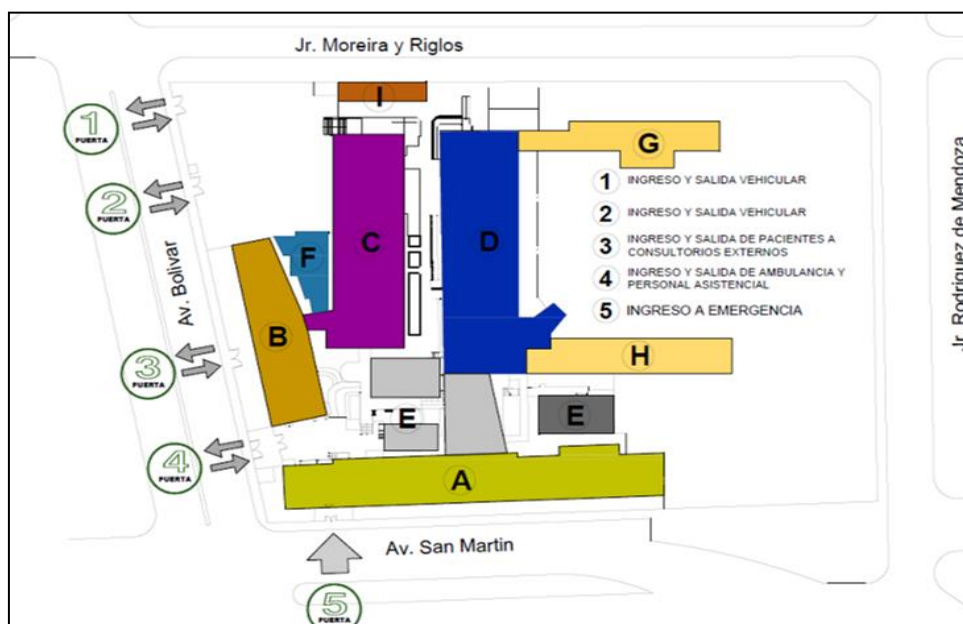 Jr. Moreira y Riglos
I
1
PUERTA
G
1 INGRESO Y SALIDA VEHICULAR
2
PUERTA
2 INGRESO Y SALIDA VEHICULAR
Jr. Rodriguez de Mendoza
F
C
D
3 INGRESO Y SALIDA DE PACIENTES A
CONSULTORIOS EXTERNOS
Av. Bolivar
4 INGRESO Y SALIDA DE AMBULANCIA Y
PERSONAL ASISTENCIAL
5 INGRESO A EMERGENCIA
B
H
3
PUERTA
E
E
4
PUERTA
A
Av. San Martin
5
PUERTA